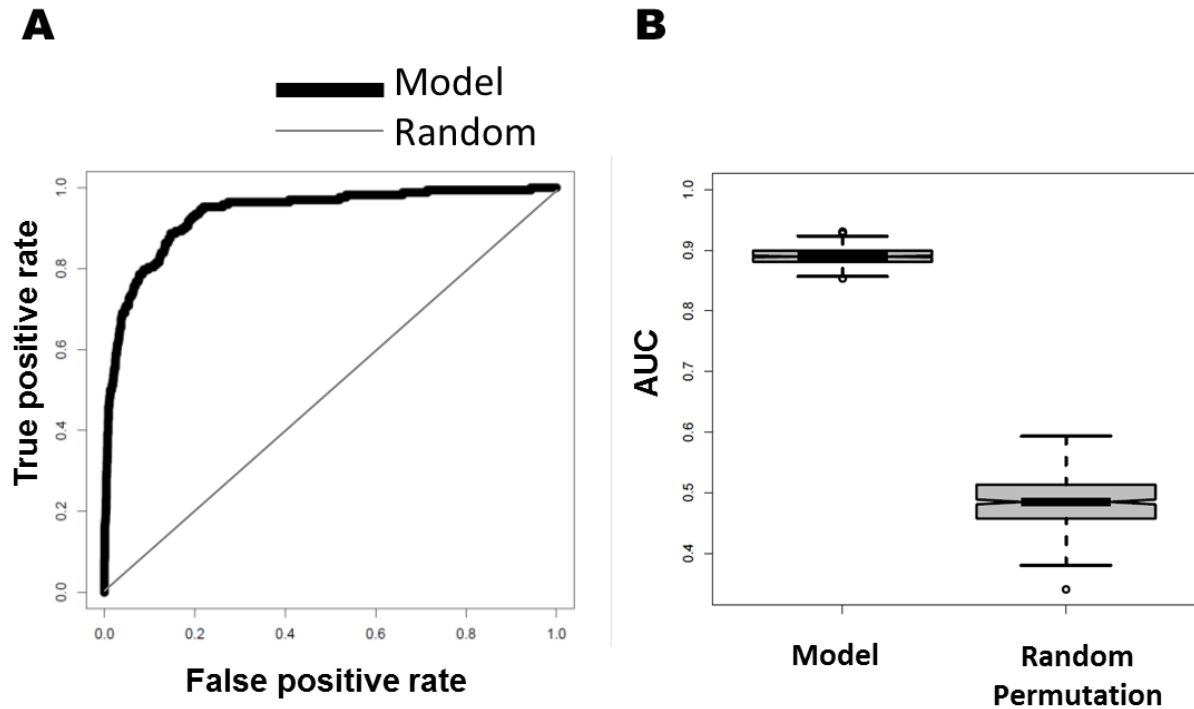 A
Model
Random
True positive rate
1.0
0.8
0.6
0.4
0.2
0.0
0.0 0.2 0.4 0.6 0.8 1.0
False positive rate
B
AUC
1.0
0.9
0.8
0.7
0.6
0.5
0.4
Model
Random
Permutation